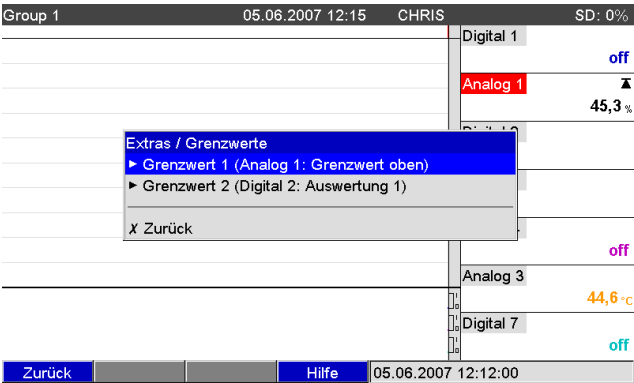 Group 1 05.06.2007 12:15 CHRIS SD: 0%
Digital 1
off
Analog 1
45,3 %
Extras / Grenzwerte
Grenzwert 1 (Analog 1: Grenzwert oben)
Grenzwert 2 (Digital 2: Auswertung 1)
✗ Zurück
off
Analog 3
44,6 °C
Digital 7
off
Zurück Hilfe 05.06.2007 12:12:00